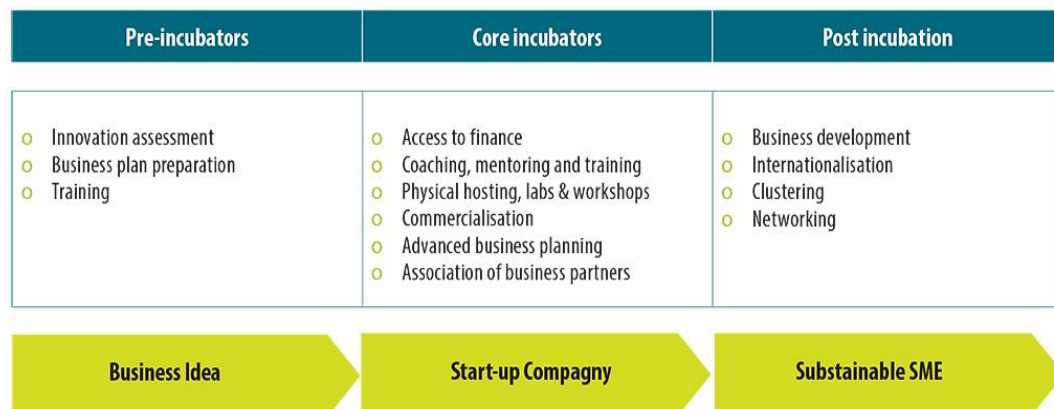 Pre-incubators
Core incubators
Post incubation
o Innovation assessment
o Business plan preparation
o Training
o Access to finance
o Coaching, mentoring and training
o Physical hosting, labs & workshops
o Commercialisation
o Advanced business planning
o Association of business partners
o Business development
o Internationalisation
o Clustering
o Networking
Business Idea
Start-up Compagny
Substainable SME